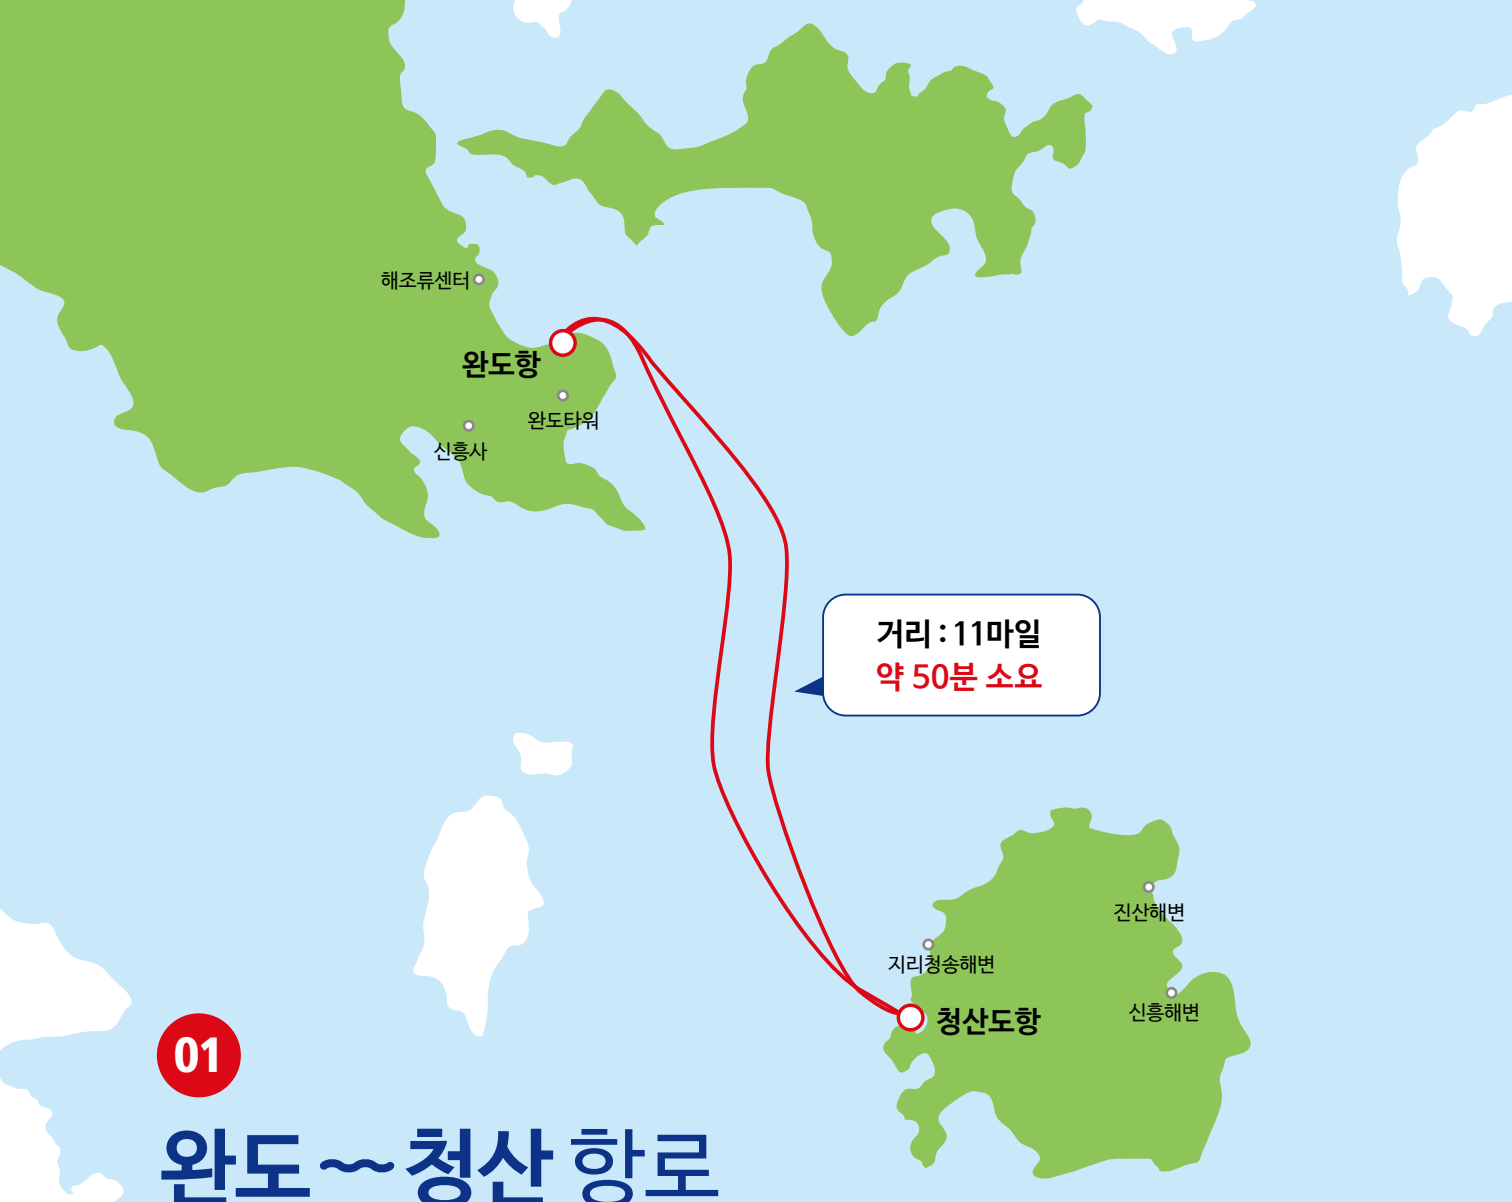 해조류센터
완도항
완도타워
신흥사
거리 : 11마일
약 50분 소요
진산해변
지리청송해변
신흥해변
청산도항
01
완도~~청산 항로